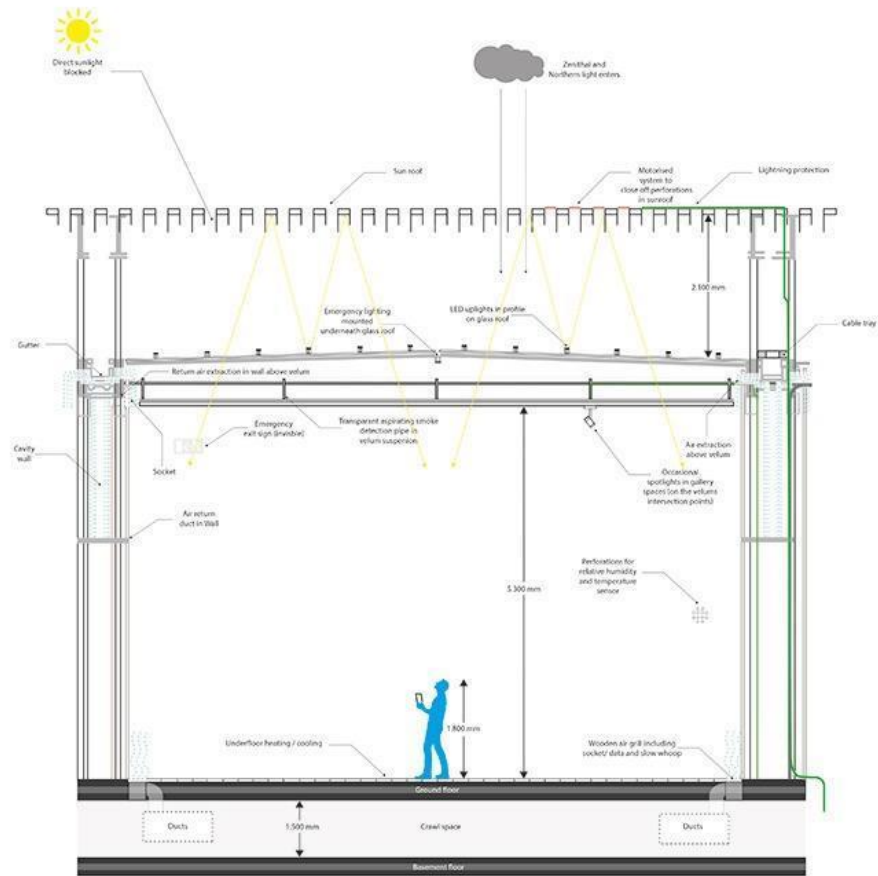 Direct sunlight
blocked
Zenithal and
Northern light enters
Sun roof
Motorised
system to
close off perforations
in sunroof
Lightning protection
2.100 mm
Emergency lighting
mounted
underneath glass roof
LED uplights in profile
on glass roof
Cable tray
Gutter
Return air extraction in wall above velum
Emergency
exit sign (invisible)
Transparent aspirating smoke
detection pipe in
velum suspension
Air extraction
above velum
Cavity
wall
Socket
Occasional
spotlights in gallery
spaces (on the velums
intersection points)
Air return
duct in Wall
Perforations for
relative humidity
and temperature
sensor
5.300 mm
1.800 mm
Underfloor heating / cooling
Wooden air grill including
socket/ data and slow whoop
Ground floor
Ducts
1.500 mm
Crawl space
Ducts
Basement floor